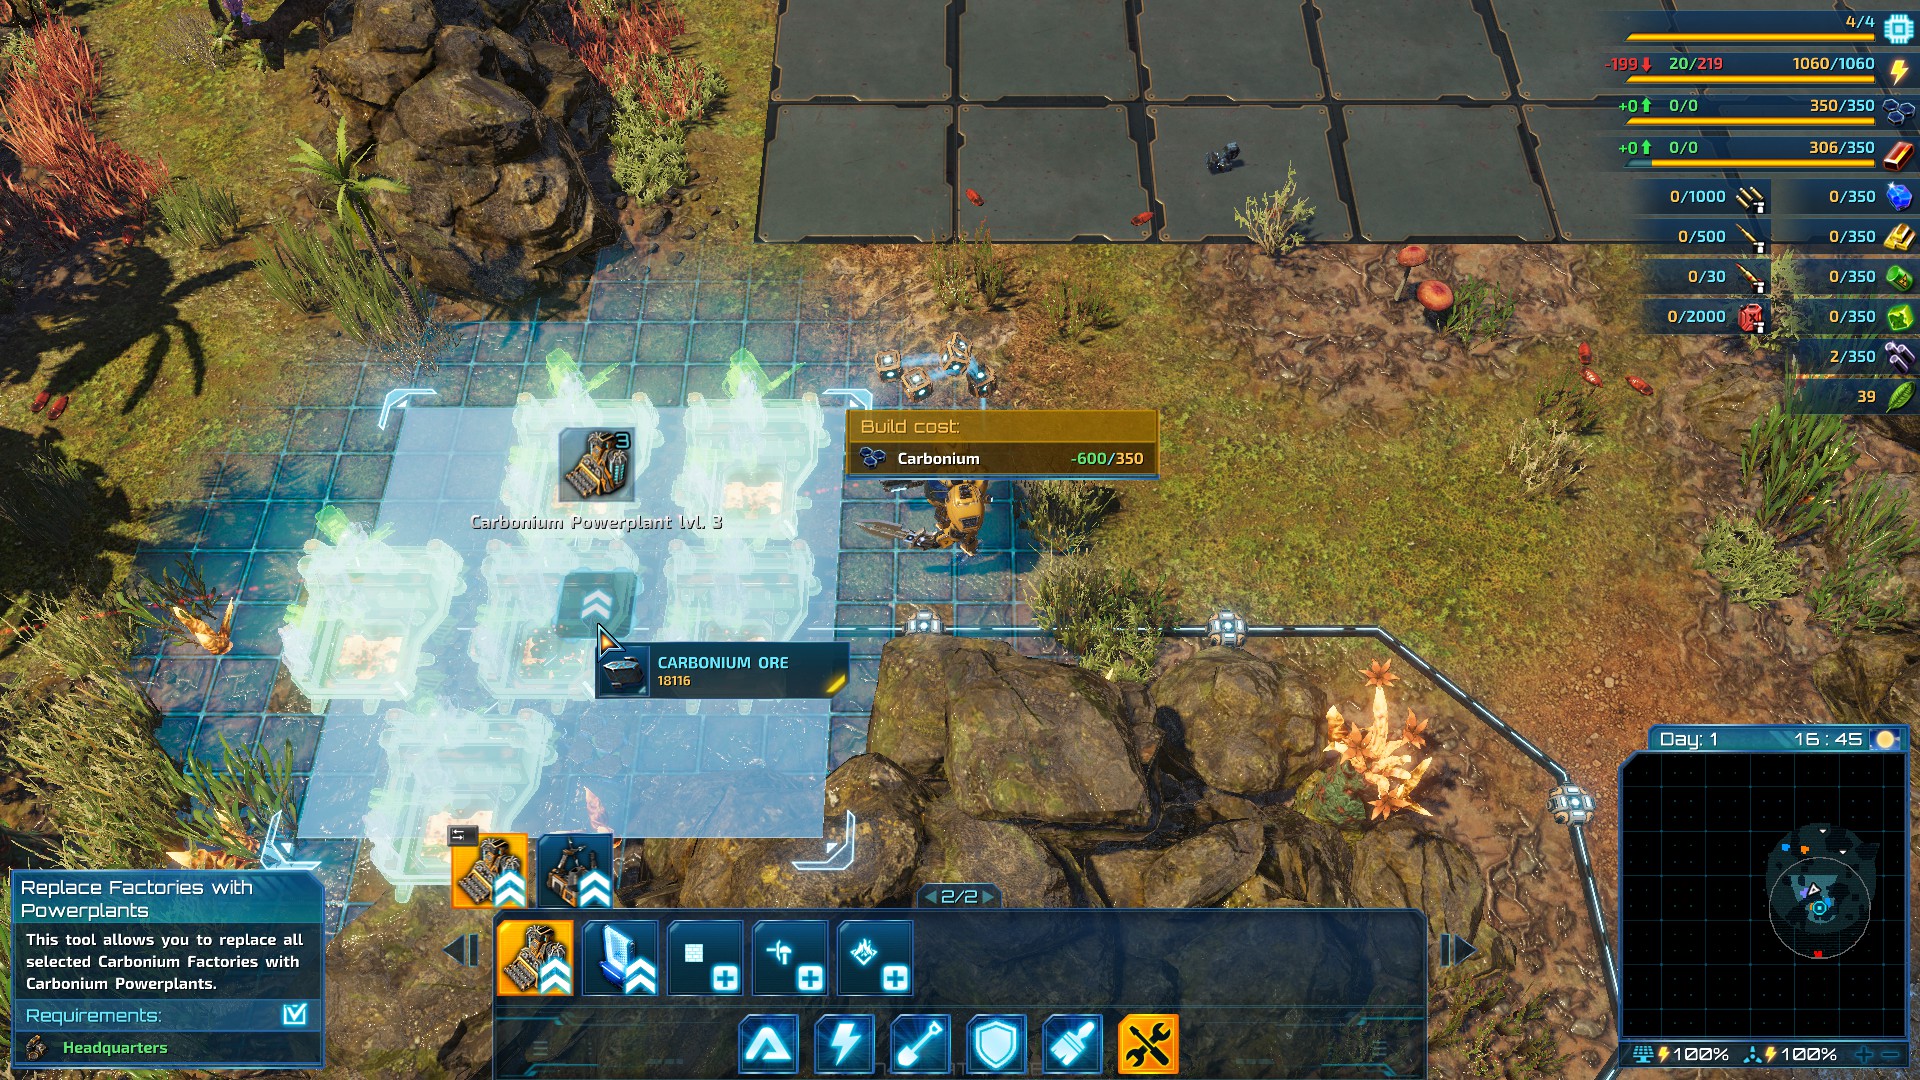 4/4
-199 20/219 1060/1060
+0 0/0 350/350
+0 0/0 306/350
0/1000 0/350
0/500 0/350
0/30 0/350
0/2000 0/350
2/350
39
Build cost:
Carbonium -600/350
3
Carbonium Powerplant lvl. 3
CARBONIUM ORE
18116
Day: 1 16:45
Replace Factories with
Powerplants
This tool allows you to replace all
selected Carbonium Factories with
Carbonium Powerplants.
Requirements:
Headquarters
2/2
100% 100%